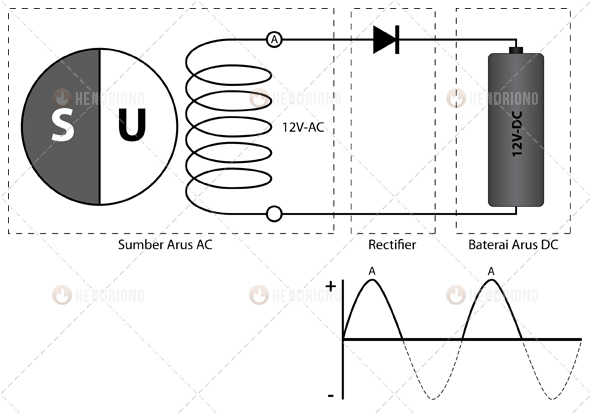 HENDRIONO HENDRIONO HENDRIONO
S U
A
12V-AC
12V-DC
Sumber Arus AC Rectifier Baterai Arus DC
A A
+
HENDRIONO HENDRIONO HENDRIONO
-